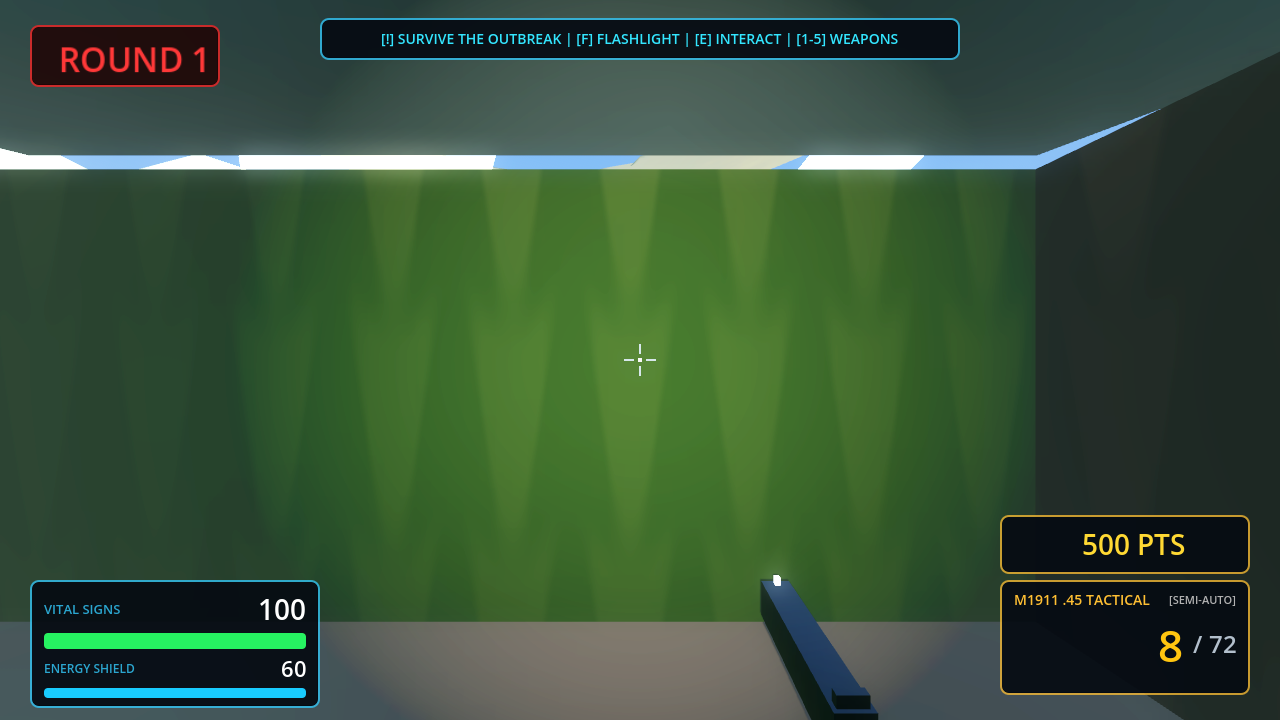 ROUND 1
[!] SURVIVE THE OUTBREAK | [F] FLASHLIGHT | [E] INTERACT | [1-5] WEAPONS
500 PTS
VITAL SIGNS 100
ENERGY SHIELD 60
M1911 .45 TACTICAL [SEMI-AUTO]
8 / 72